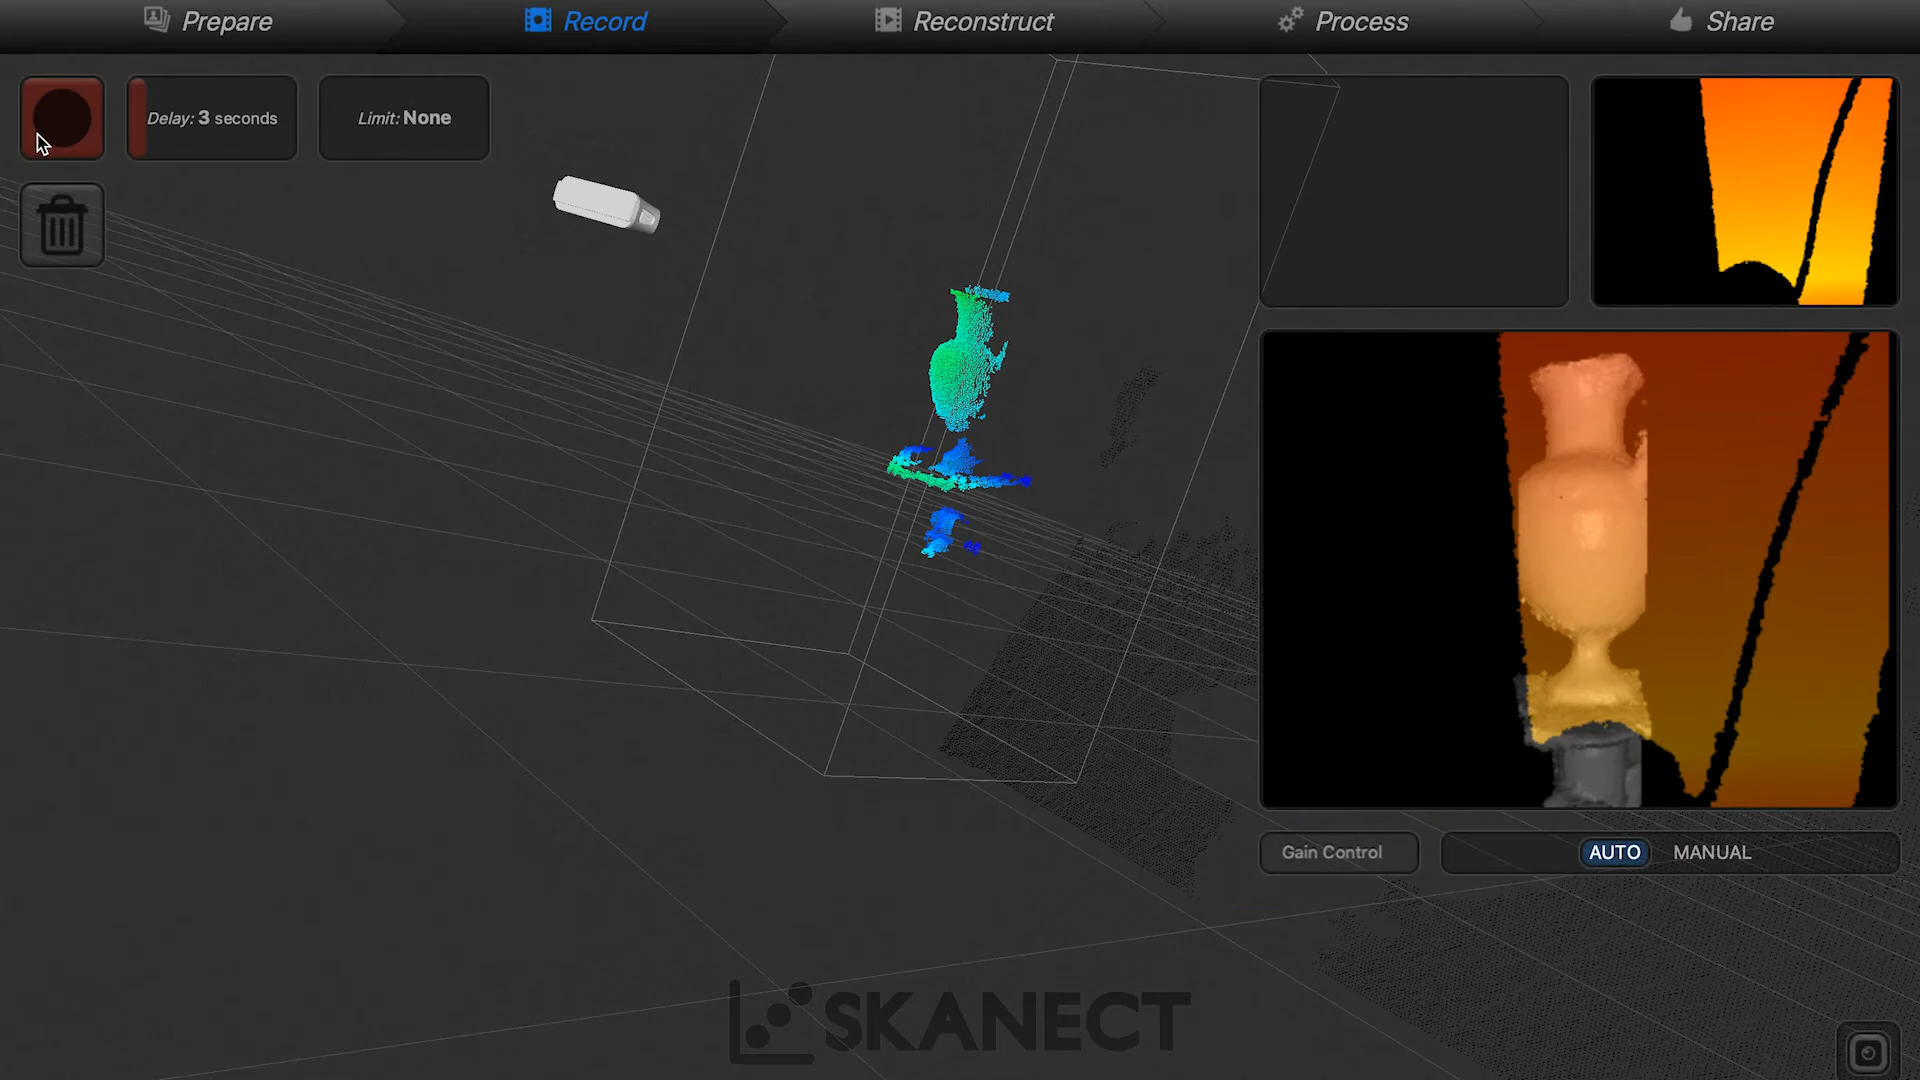 Prepare
Record
Reconstruct
Process
Share
Delay: 3 seconds
Limit: None
Gain Control
AUTO
MANUAL
SKANECT